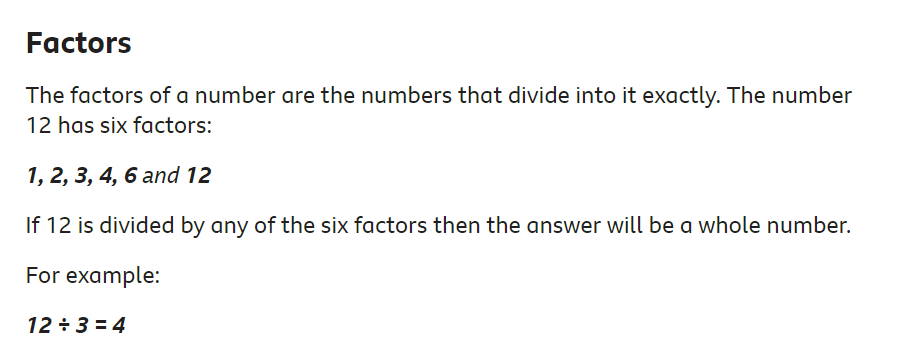 Factors
The factors of a number are the numbers that divide into it exactly. The number
12 has six factors:
1, 2, 3, 4, 6 and 12
If 12 is divided by any of the six factors then the answer will be a whole number.
For example:
12 ÷ 3 = 4